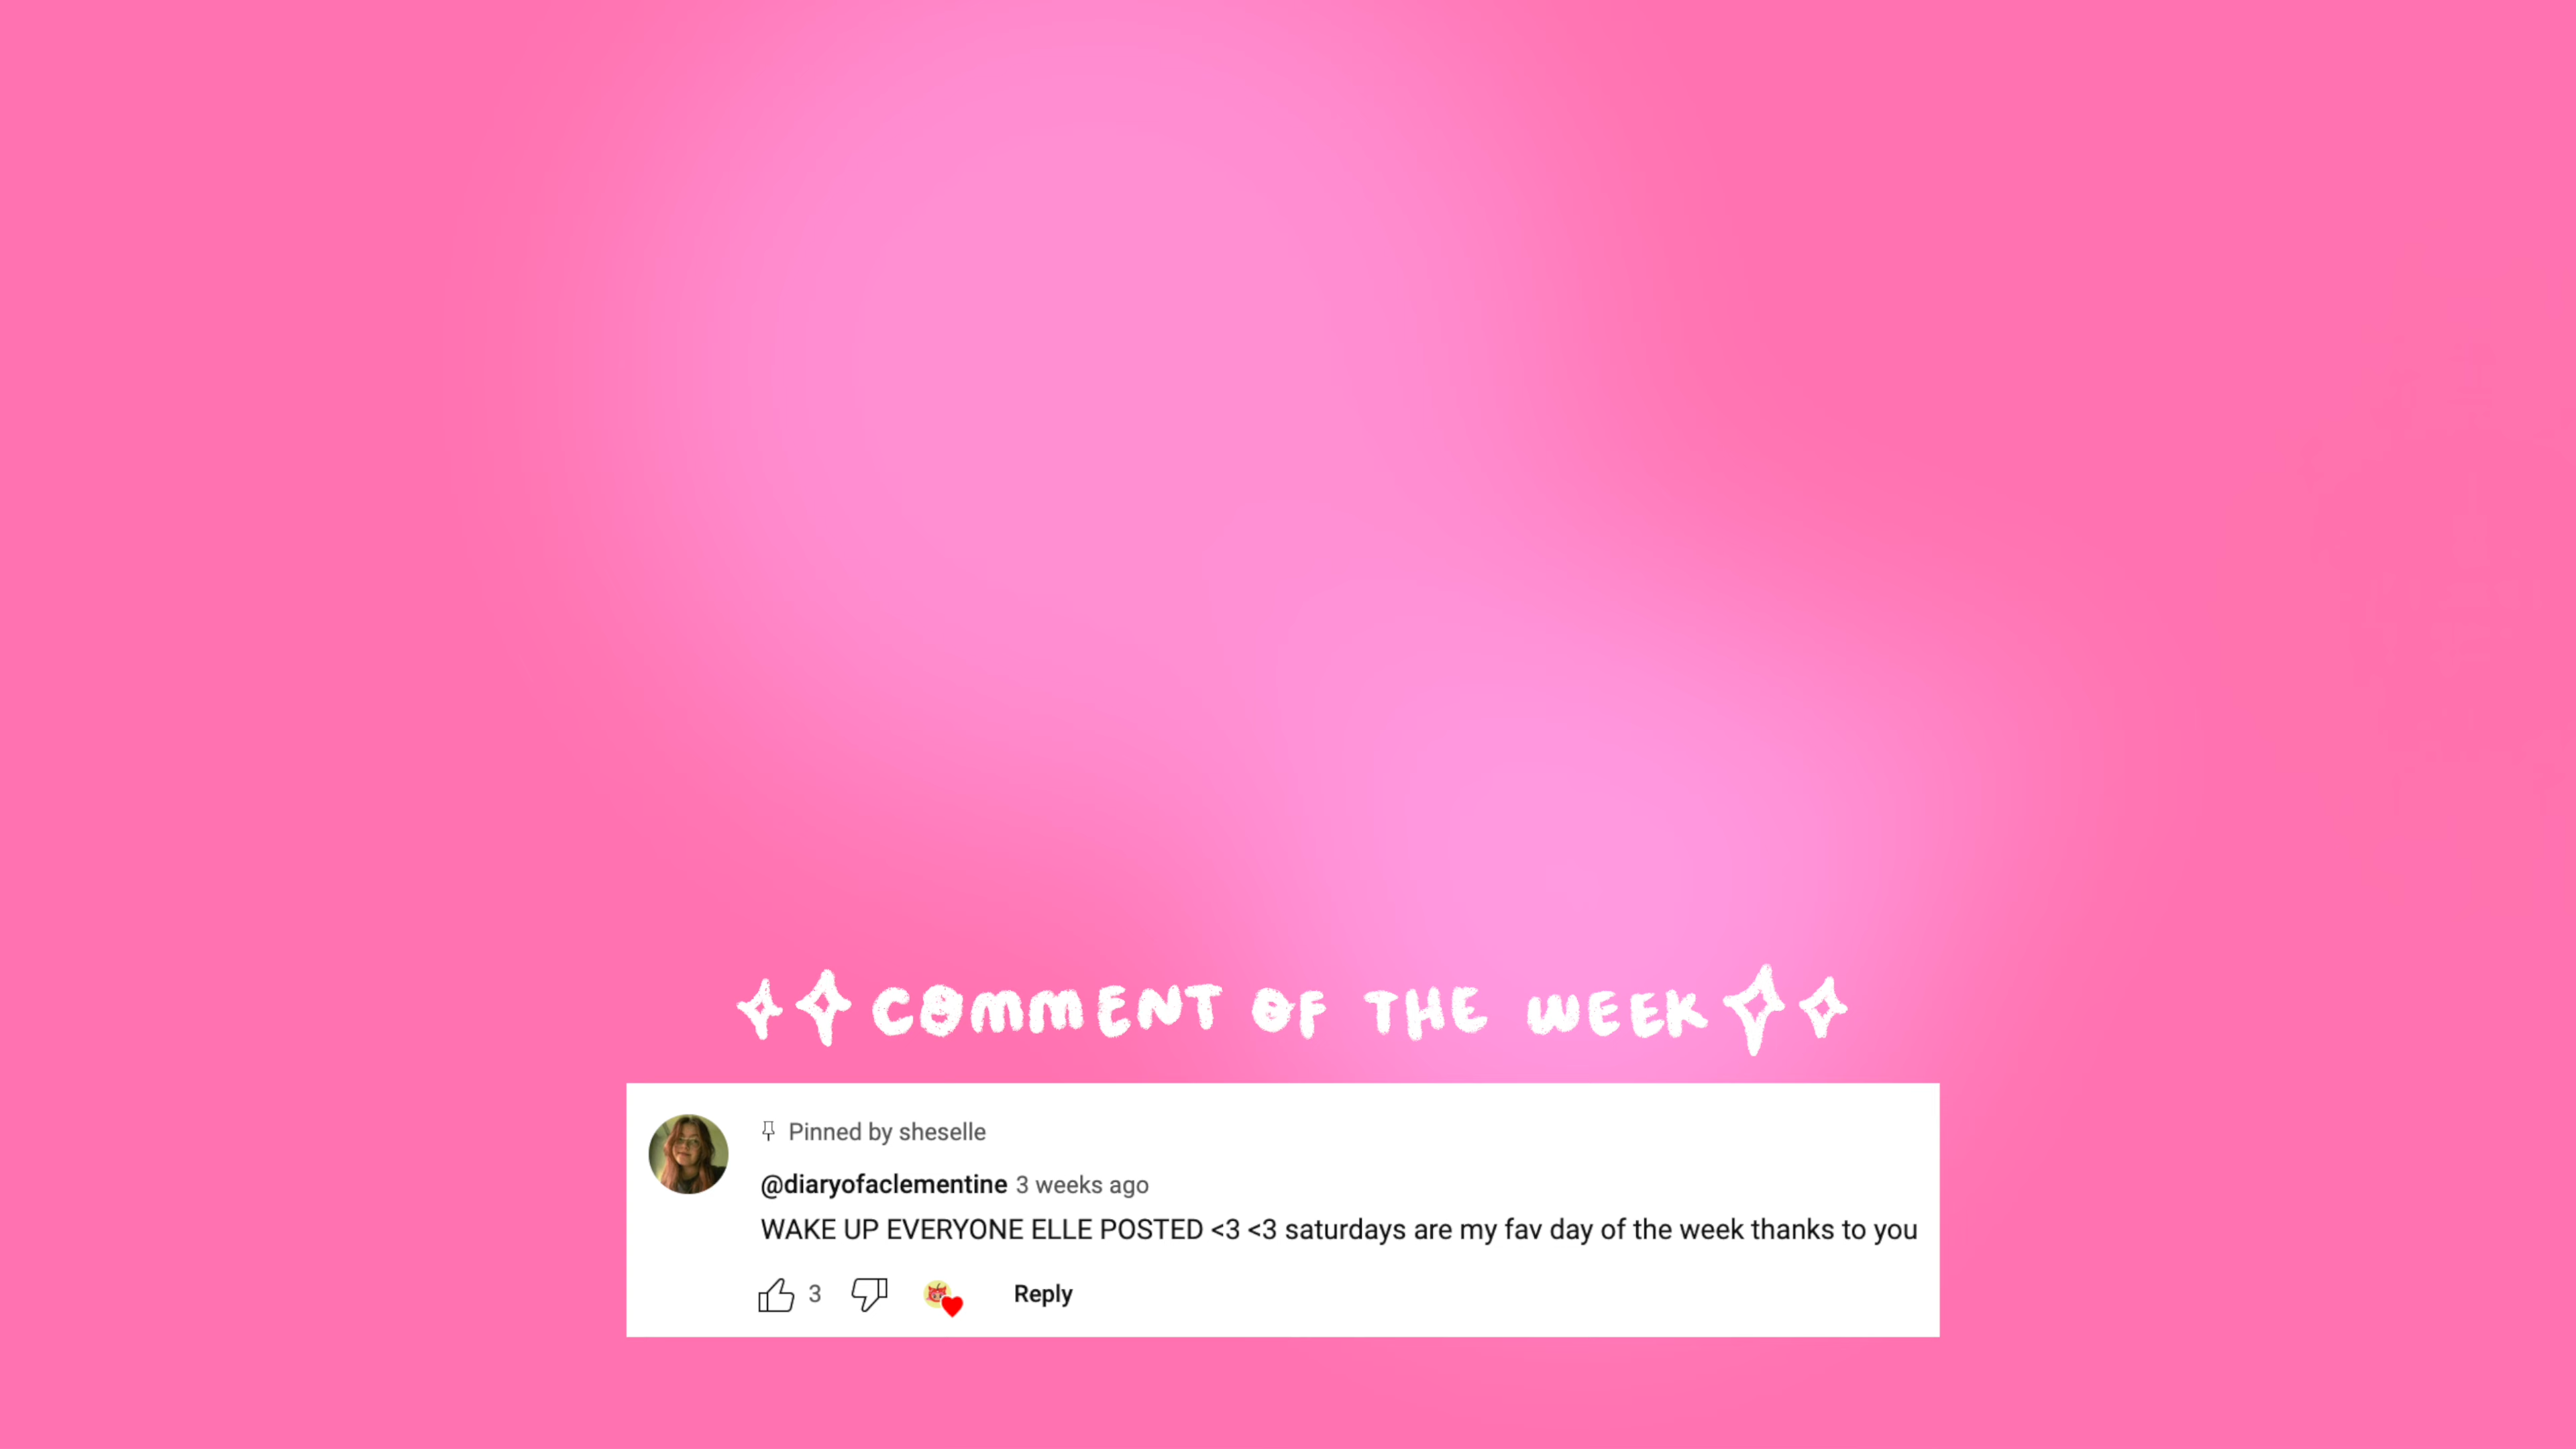 COMMENT OF THE WEEK
Pinned by sheselle
@diaryofaclementine 3 weeks ago
WAKE UP EVERYONE ELLE POSTED <3 <3 saturdays are my fav day of the week thanks to you
3 Reply